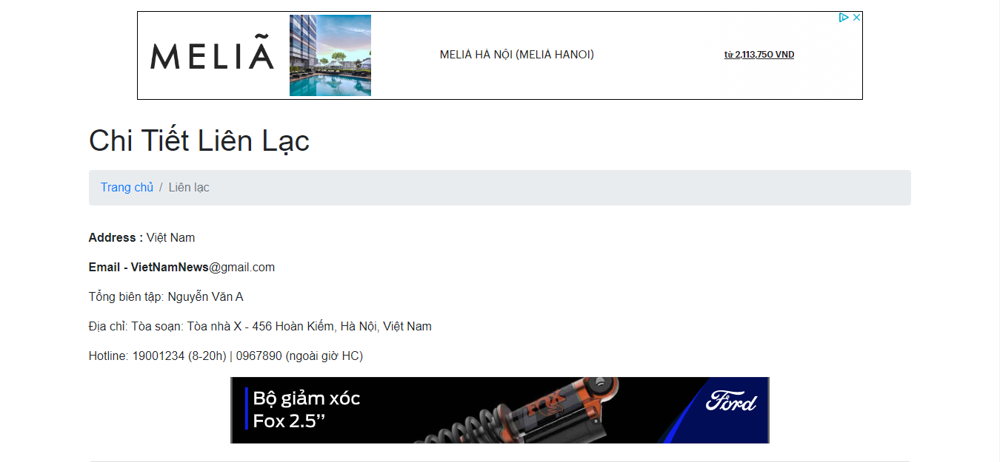 MELIÃ
MELIÁ HÀ NỘI (MELIÁ HANOI)
từ 2,113,750 VND
Chi Tiết Liên Lạc
Trang chủ / Liên lạc
Address : Việt Nam
Email - VietNamNews@gmail.com
Tổng biên tập: Nguyễn Văn A
Địa chỉ: Tòa soạn: Tòa nhà X - 456 Hoàn Kiếm, Hà Nội, Việt Nam
Hotline: 19001234 (8-20h) | 0967890 (ngoài giờ HC)
Bộ giảm xóc
Fox 2.5’’
FOX
Ford